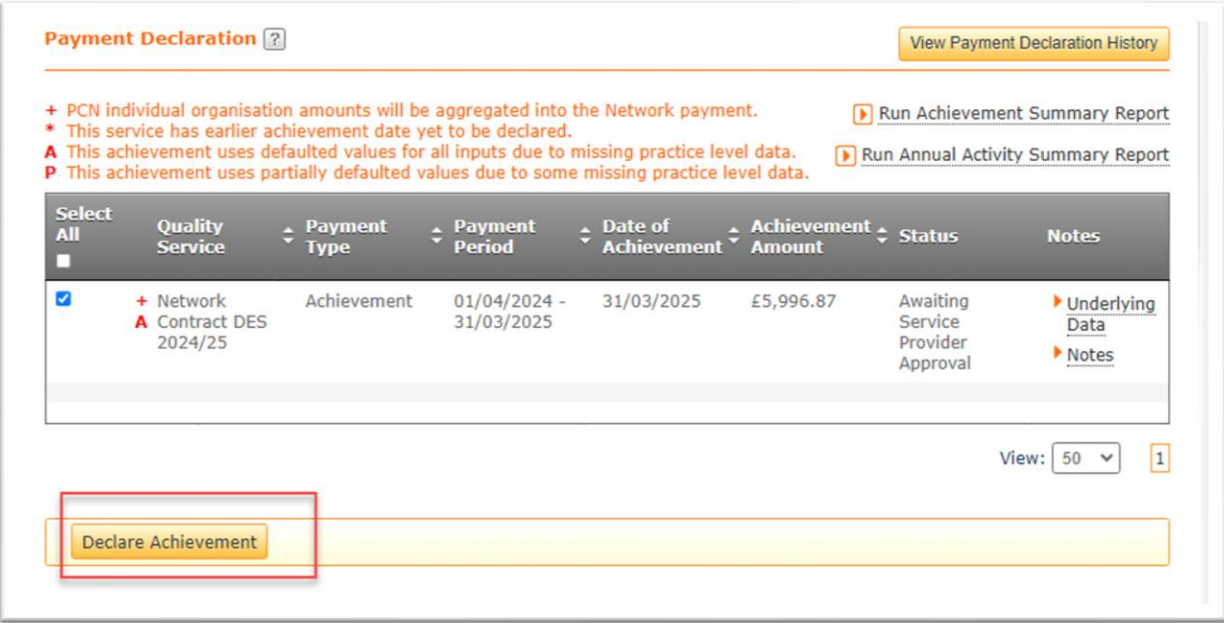 Payment Declaration ?
View Payment Declaration History
+ PCN individual organisation amounts will be aggregated into the Network payment.
* This service has earlier achievement date yet to be declared.
A This achievement uses defaulted values for all inputs due to missing practice level data.
P This achievement uses partially defaulted values due to some missing practice level data.
Run Achievement Summary Report
Run Annual Activity Summary Report
Select All
Quality Service
Payment Type
Payment Period
Date of Achievement
Achievement Amount
Status
Notes
+ Network
A Contract DES
2024/25
Achievement
01/04/2024 -
31/03/2025
31/03/2025
£5,996.87
Awaiting
Service
Provider
Approval
Underlying
Data
Notes
View: 50
1
Declare Achievement